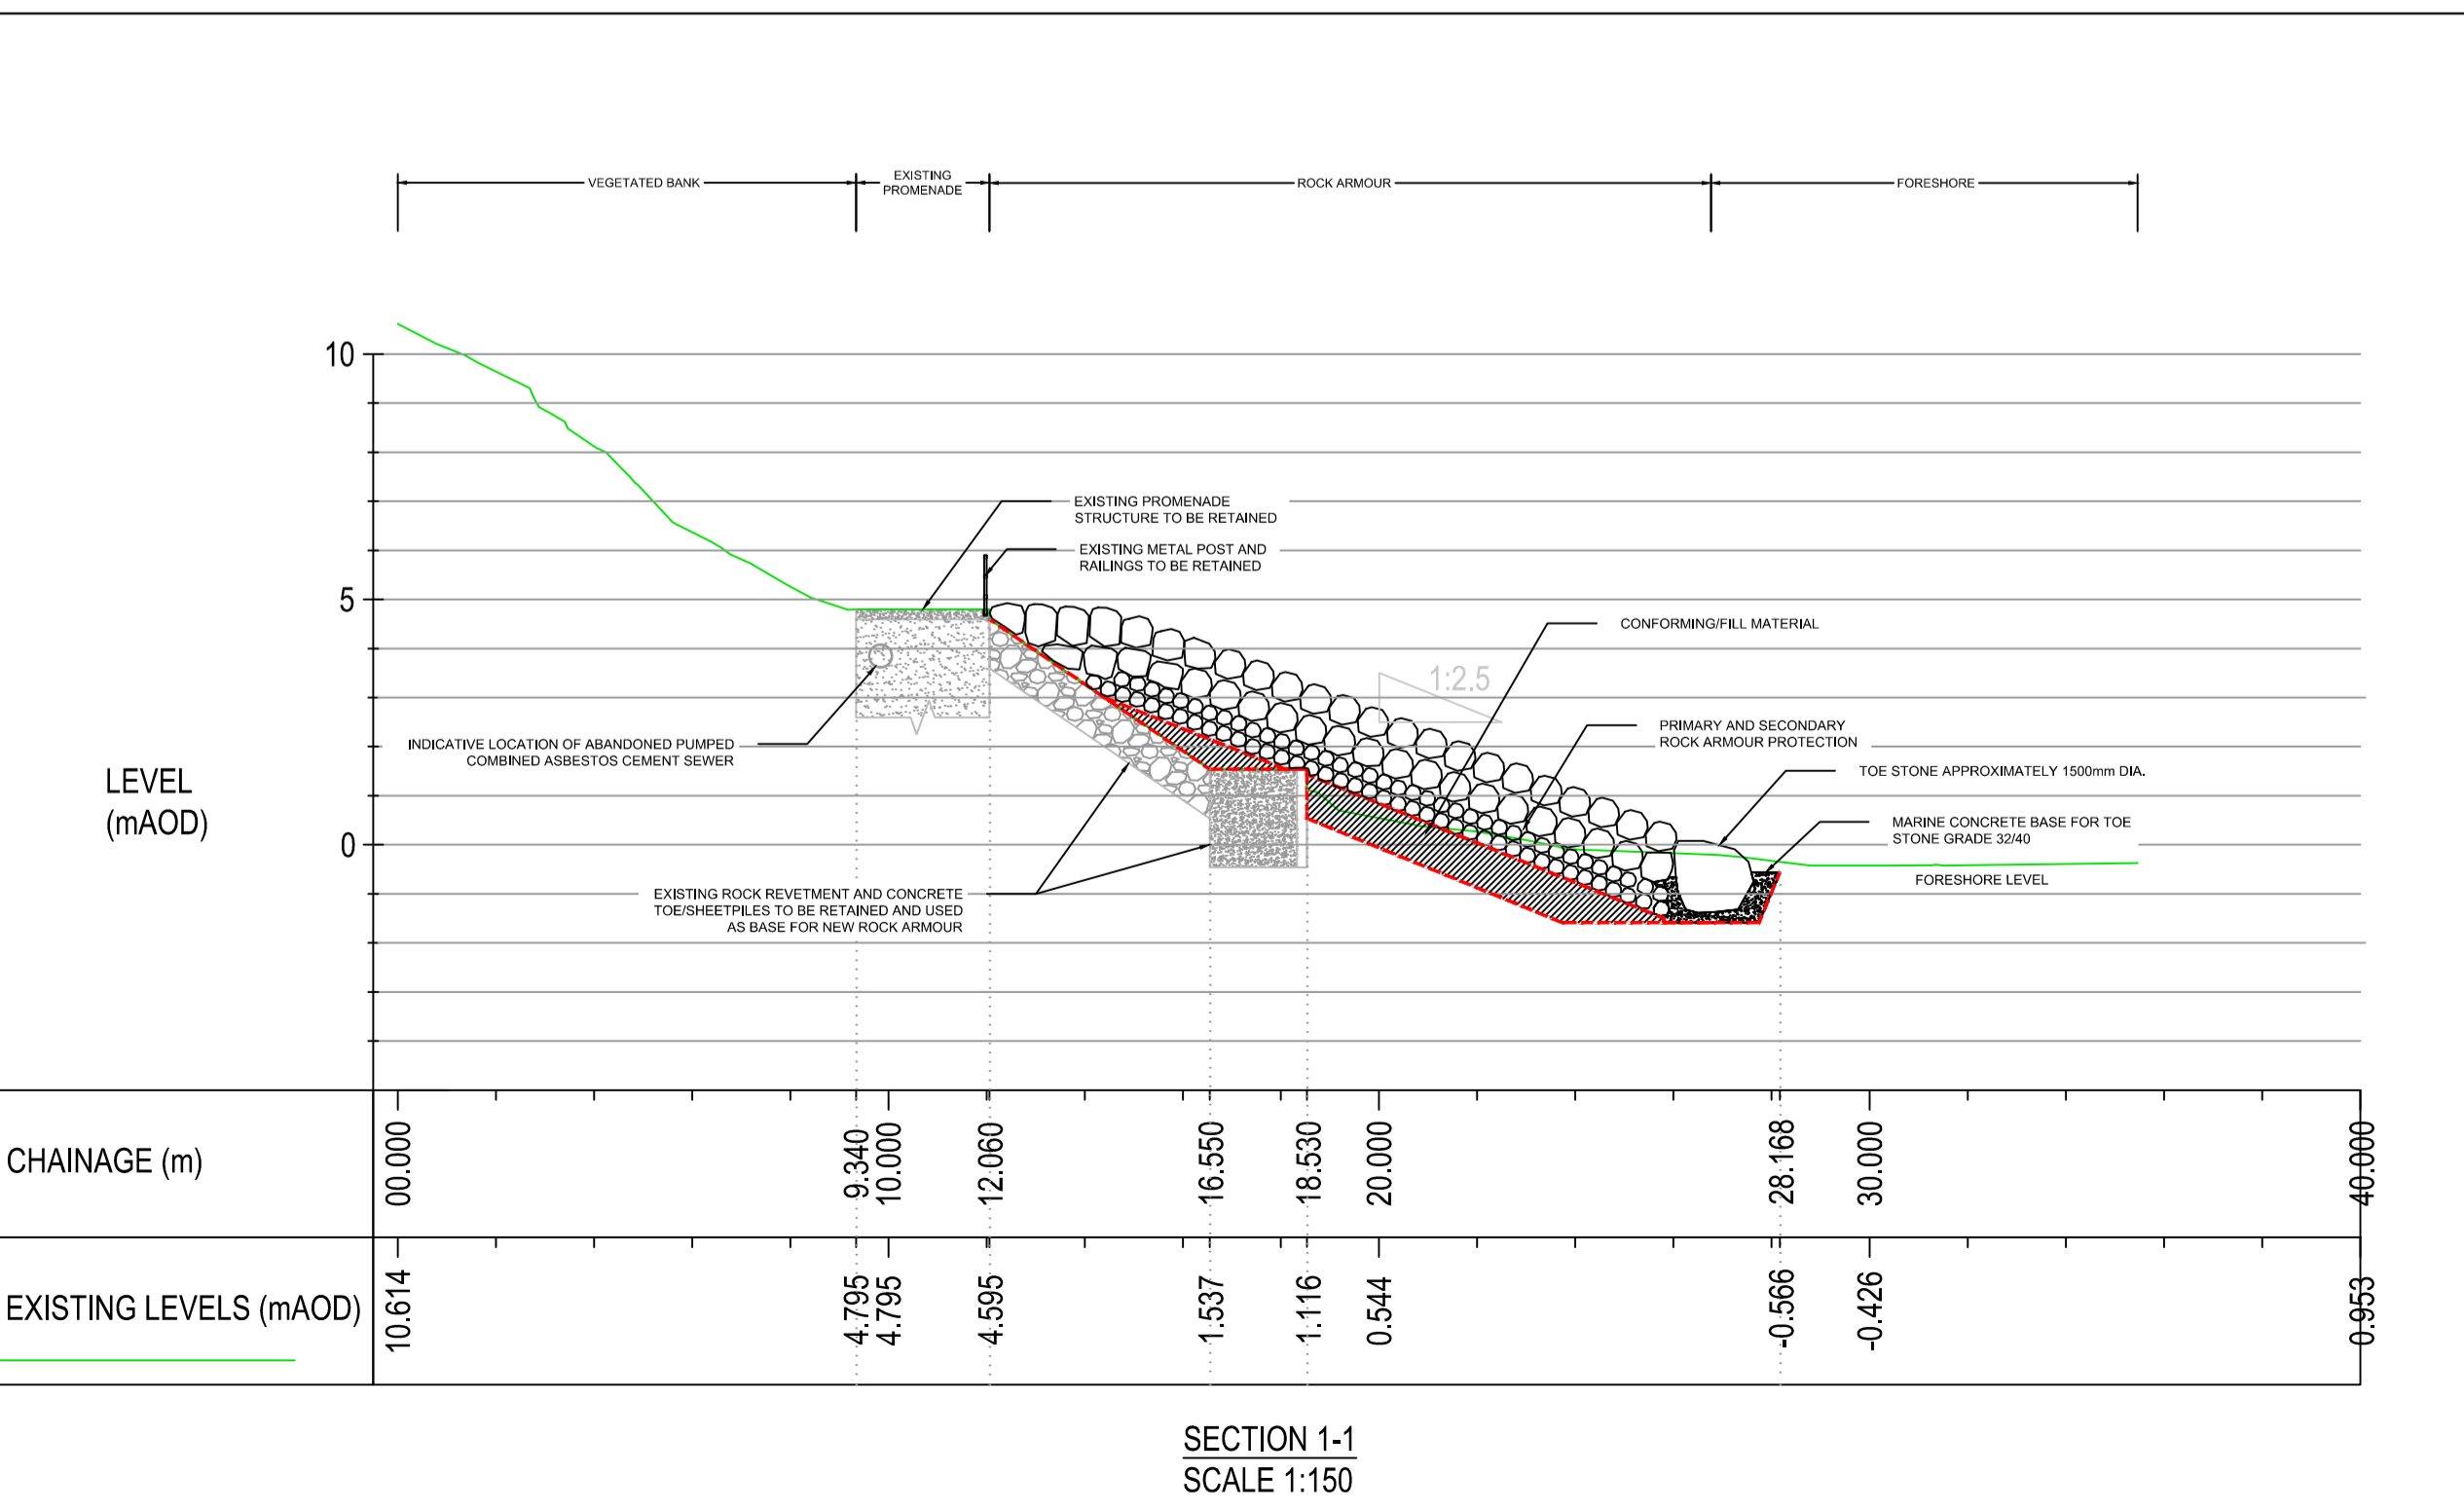 VEGETATED BANK
EXISTING
PROMENADE
ROCK ARMOUR
FORESHORE
10
5
0
LEVEL
(mAOD)
EXISTING PROMENADE
STRUCTURE TO BE RETAINED
EXISTING METAL POST AND
RAILINGS TO BE RETAINED
CONFORMING/FILL MATERIAL
1:2.5
PRIMARY AND SECONDARY
ROCK ARMOUR PROTECTION
INDICATIVE LOCATION OF ABANDONED PUMPED
COMBINED ASBESTOS CEMENT SEWER
TOE STONE APPROXIMATELY 1500mm DIA.
MARINE CONCRETE BASE FOR TOE
STONE GRADE 32/40
FORESHORE LEVEL
EXISTING ROCK REVETMENT AND CONCRETE
TOE/SHEETPILES TO BE RETAINED AND USED
AS BASE FOR NEW ROCK ARMOUR
CHAINAGE (m)
00.000
9.340
10.000
12.060
16.550
18.530
20.000
28.168
30.000
40.000
EXISTING LEVELS (mAOD)
10.614
4.795
4.795
4.595
1.537
1.116
0.544
-0.566
-0.426
0.953
SECTION 1-1
SCALE 1:150